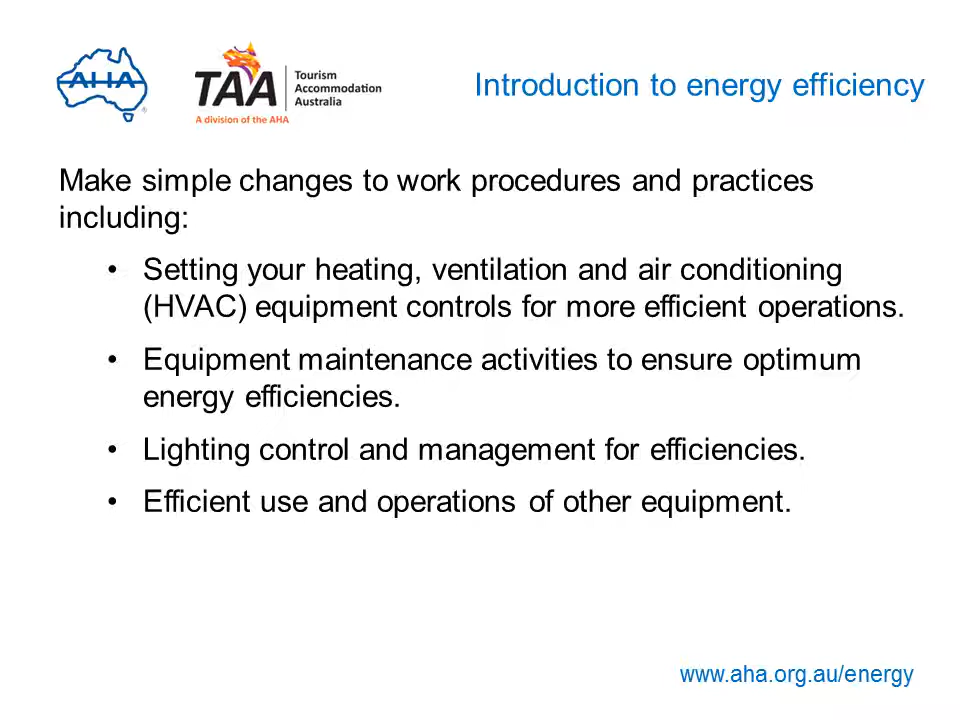 AHA
®
TAA
Tourism
Accommodation
Australia
A division of the AHA
Introduction to energy efficiency
Make simple changes to work procedures and practices
including:
• Setting your heating, ventilation and air conditioning
(HVAC) equipment controls for more efficient operations.
• Equipment maintenance activities to ensure optimum
energy efficiencies.
• Lighting control and management for efficiencies.
• Efficient use and operations of other equipment.
www.aha.org.au/energy